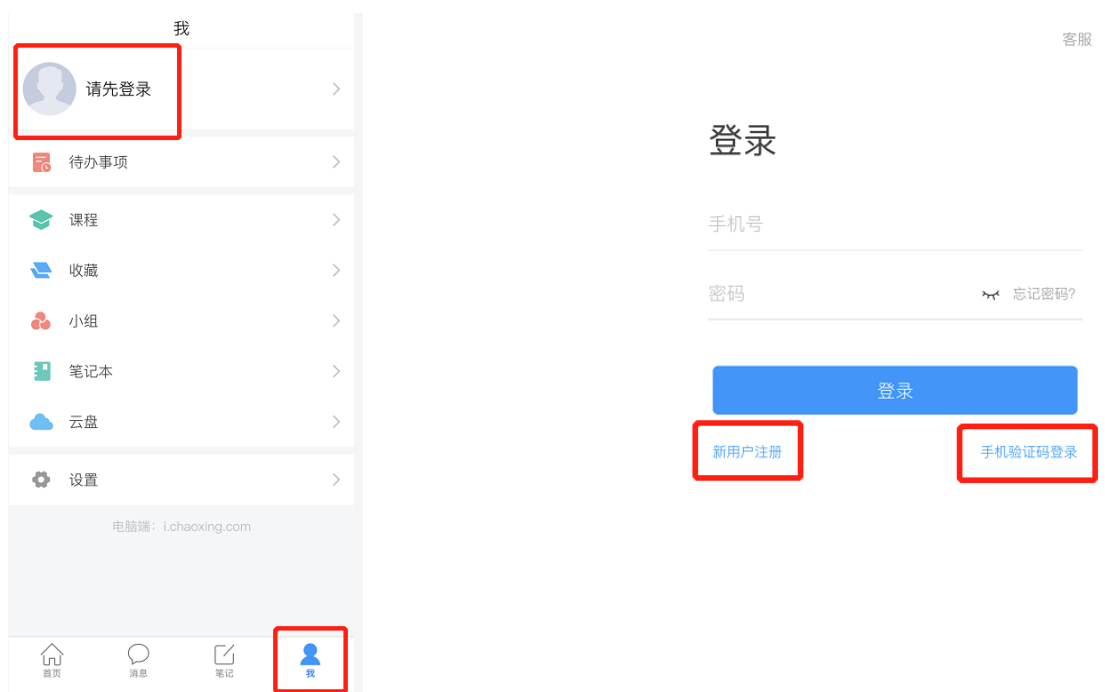 我
请先登录
待办事项
课程
收藏
小组
笔记本
云盘
设置
电脑端：i.chaoxing.com
首页
消息
笔记
我
客服
登录
手机号
密码
忘记密码?
登录
新用户注册
手机验证码登录